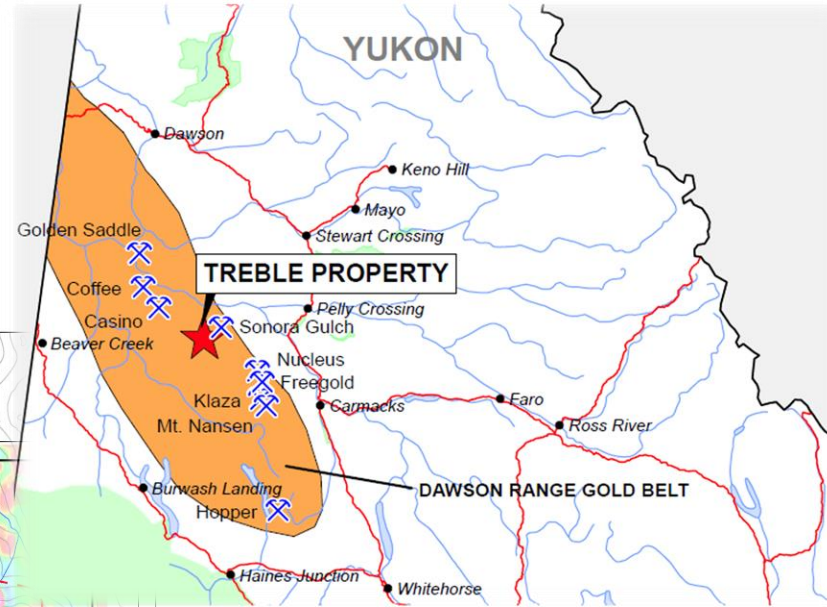 YUKON
Dawson
Keno Hill
Mayo
Golden Saddle
Stewart Crossing
TREBLE PROPERTY
Coffee
Pelly Crossing
Casino
Sonora Gulch
Beaver Creek
Nucleus
Freegold
Klaza
Carmacks
Faro
Mt. Nansen
Ross River
Burwash Landing
DAWSON RANGE GOLD BELT
Hopper
Haines Junction
Whitehorse